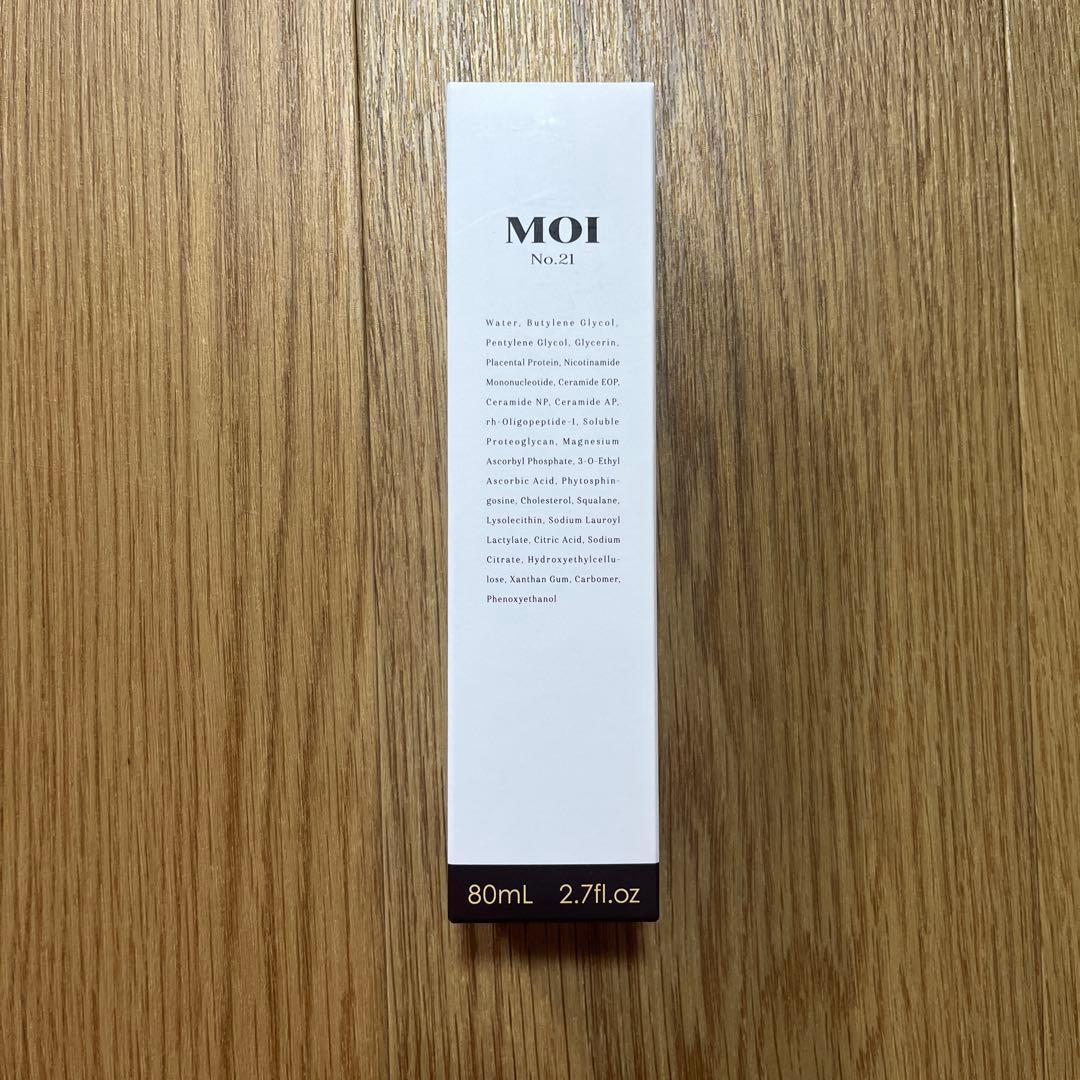 MOI
No.21
Water, Butylene Glycol,
Pentylene Glycol, Glycerin,
Placental Protein, Nicotinamide
Mononucleotide, Ceramide EOP,
Ceramide NP, Ceramide AP,
rh-Oligopeptide-1, Soluble
Proteoglycan, Magnesium
Ascorbyl Phosphate, 3-O-Ethyl
Ascorbic Acid, Phytosphin-
gosine, Cholesterol, Squalane,
Lysolecithin, Sodium Lauroyl
Lactylate, Citric Acid, Sodium
Citrate, Hydroxyethylcellu-
lose, Xanthan Gum, Carbomer,
Phenoxyethanol
80mL 2.7fl.oz